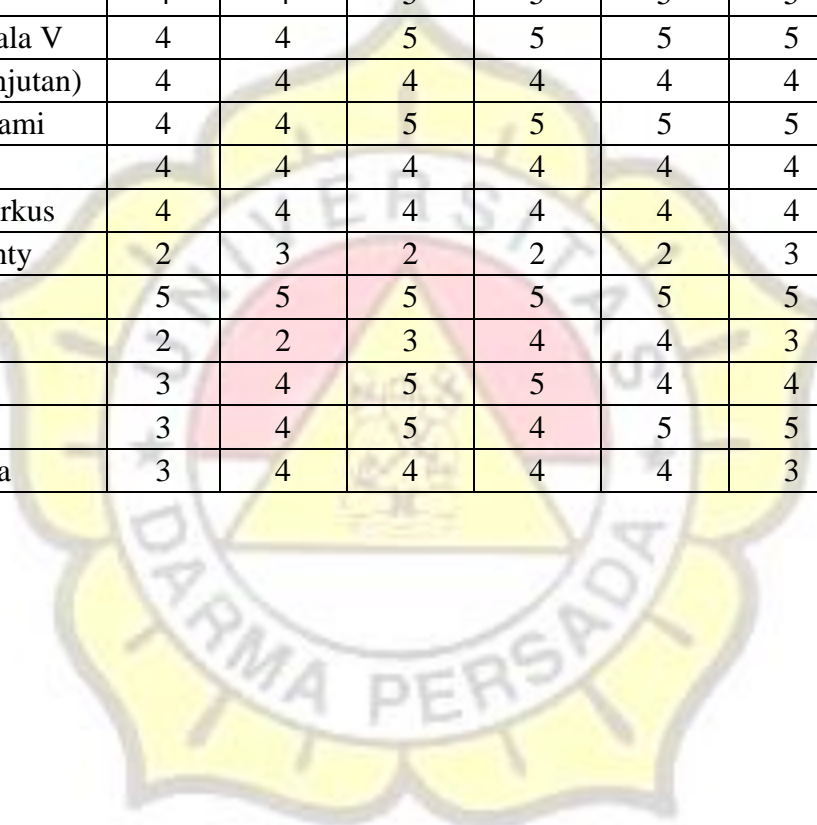 ala V 4 4 5 5 5 5
njutan) 4 4 4 4 4 4
ami 4 4 5 5 5 5
4 4 4 4 4 4
rkus 4 4 4 4 4 4
nty 2 3 2 2 2 3
5 5 5 5 5 5
2 2 3 4 4 3
3 4 5 5 4 4
3 4 5 4 5 5
a 3 4 4 4 4 3
UNIVERSITAS
DARMA PERSADA